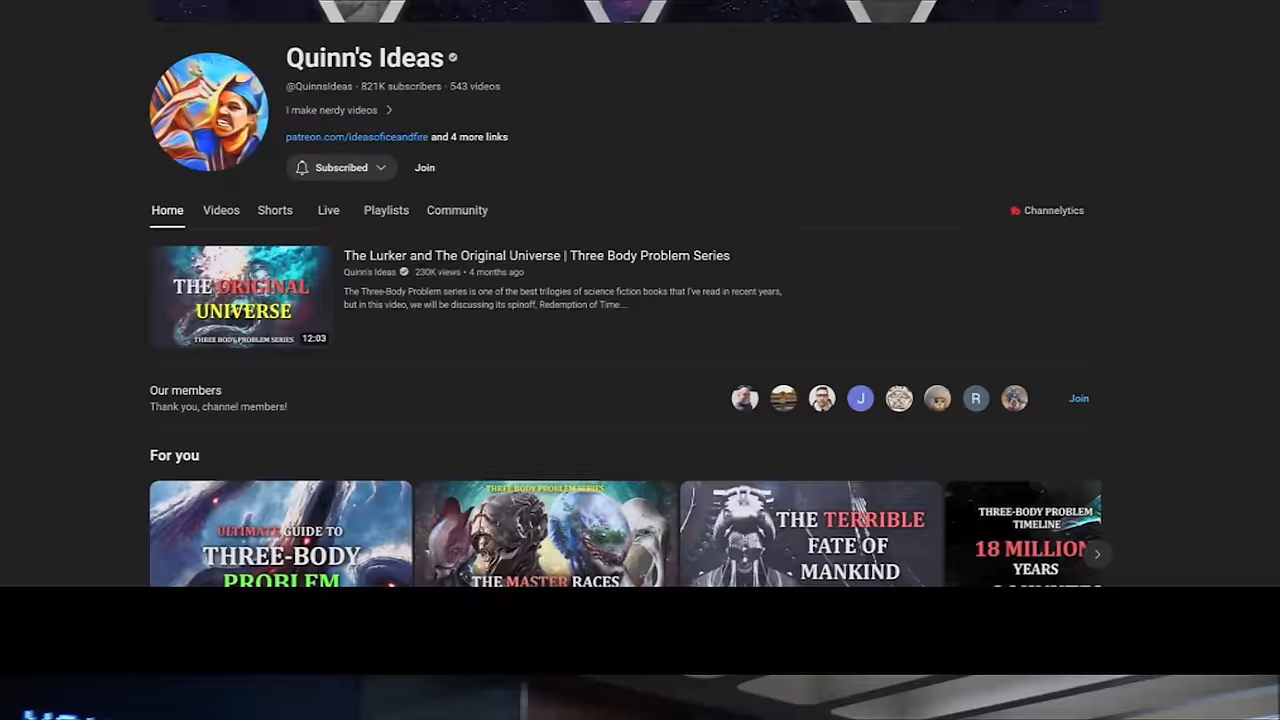 Quinn's Ideas
@QuinnsIdeas · 821K subscribers · 543 videos
I make nerdy videos
patreon.com/ideasoficeandfire and 4 more links
Subscribed Join
Home Videos Shorts Live Playlists Community Channelytics
THE ORIGINAL
UNIVERSE
THREE BODY PROBLEM SERIES
12:03
The Lurker and The Original Universe | Three Body Problem Series
Quinn's Ideas 230K views • 4 months ago
The Three-Body Problem series is one of the best trilogies of science fiction books that I've read in recent years,
but in this video, we will be discussing its spinoff, Redemption of Time....
Our members
Thank you, channel members!
J R
Join
For you
ULTIMATE GUIDE TO
THREE-BODY
PROBLEM
THREE BODY PROBLEM SERIES
THE MASTER RACES
THE TERRIBLE
FATE OF
MANKIND
THREE-BODY PROBLEM
TIMELINE
18 MILLION
YEARS